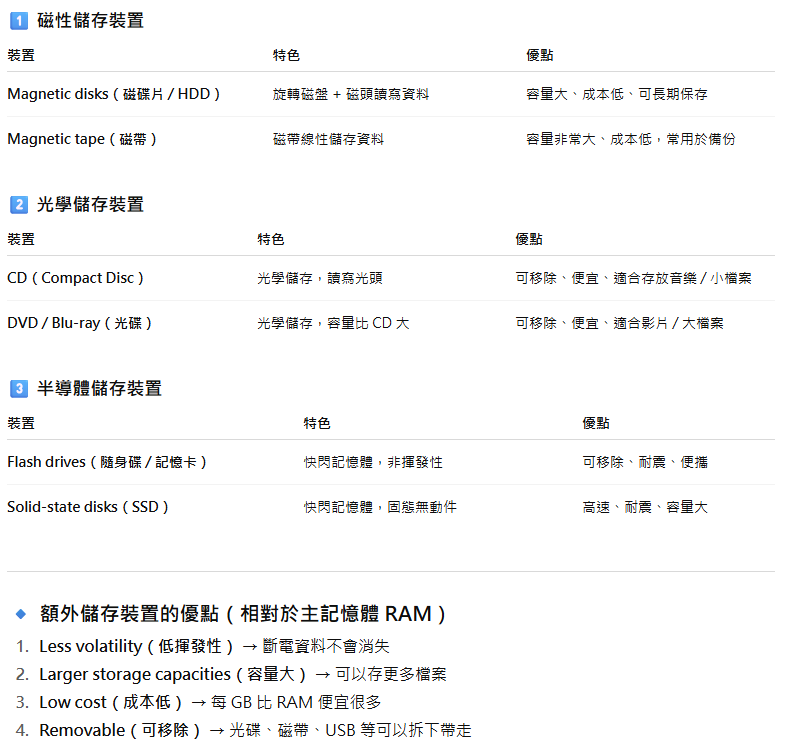 1 磁性儲存裝置
裝置 特色 優點
Magnetic disks（磁碟片 / HDD） 旋轉磁盤 + 磁頭讀寫資料 容量大、成本低、可長期保存
Magnetic tape（磁帶） 磁帶線性儲存資料 容量非常大、成本低，常用於備份
2 光學儲存裝置
裝置 特色 優點
CD（Compact Disc） 光學儲存，讀寫光頭 可移除、便宜、適合存放音樂 / 小檔案
DVD / Blu-ray（光碟） 光學儲存，容量比 CD 大 可移除、便宜、適合影片 / 大檔案
3 半導體儲存裝置
裝置 特色 優點
Flash drives（隨身碟 / 記憶卡） 快閃記憶體，非揮發性 可移除、耐震、便攜
Solid-state disks（SSD） 快閃記憶體，固態無動件 高速、耐震、容量大
額外儲存裝置的優點（相對於主記憶體 RAM）
1. Less volatility（低揮發性） → 斷電資料不會消失
2. Larger storage capacities（容量大） → 可以存更多檔案
3. Low cost（成本低） → 每 GB 比 RAM 便宜很多
4. Removable（可移除） → 光碟、磁帶、USB 等可以拆下帶走